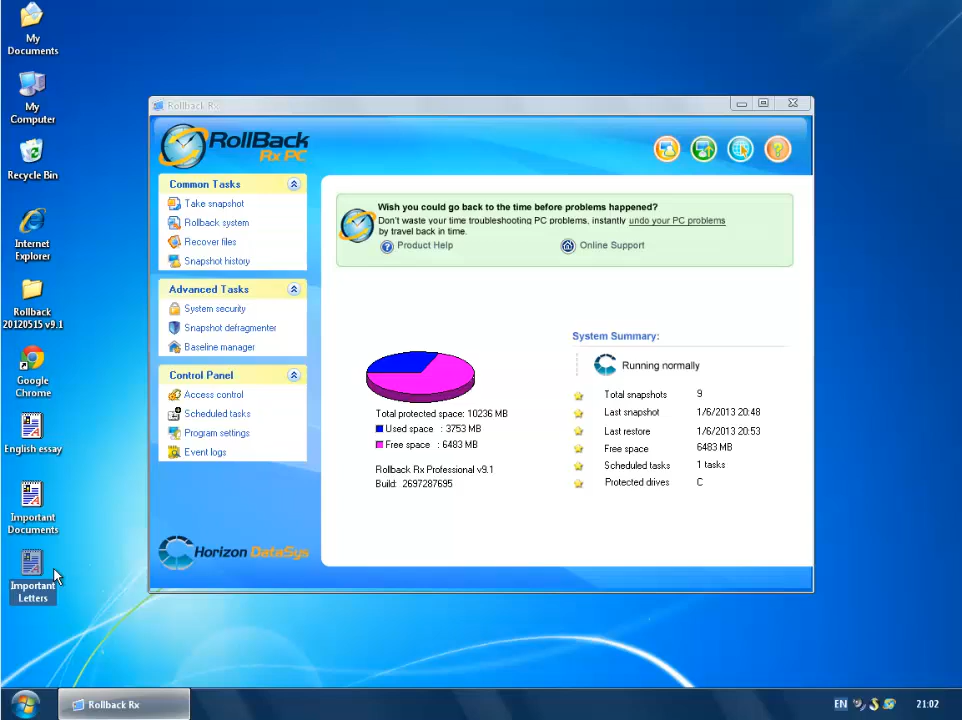 My
Documents
My
Computer
Recycle Bin
Internet
Explorer
Rollback
20120515 v9.1
Google
Chrome
English essay
Important
Documents
Important
Letters
Rollback Rx
RollBack
Rx PC
Common Tasks
Take snapshot
Rollback system
Recover files
Snapshot history
Advanced Tasks
System security
Snapshot defragmenter
Baseline manager
Control Panel
Access control
Scheduled tasks
Program settings
Event logs
Horizon DataSys
Wish you could go back to the time before problems happened?
Don't waste your time troubleshooting PC problems, instantly undo your PC problems
by travel back in time.
Product Help
Online Support
Total protected space: 10236 MB
Used space : 3753 MB
Free space : 6483 MB
Rollback Rx Professional v9.1
Build: 2697287695
System Summary:
Running normally
Total snapshots 9
Last snapshot 1/6/2013 20:48
Last restore 1/6/2013 20:53
Free space 6483 MB
Scheduled tasks 1 tasks
Protected drives C
Rollback Rx
EN
21:02